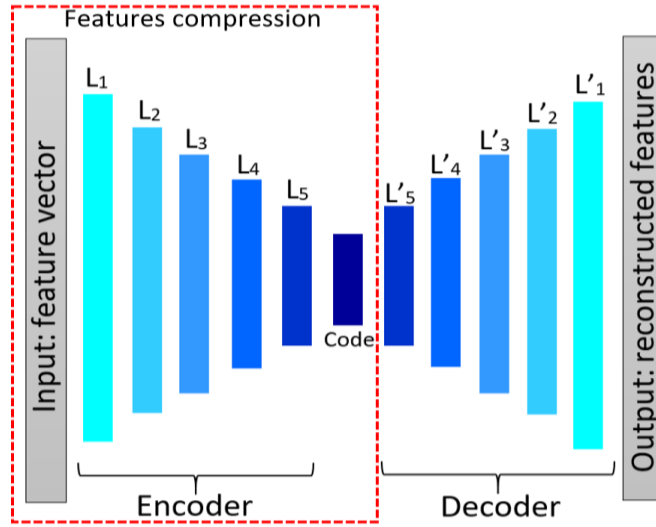 Features compression
Input: feature vector
L₁
L₂
L₃
L₄
L₅
Code
L'₅
L'₄
L'₃
L'₂
L'₁
Output: reconstructed features
Encoder
Decoder